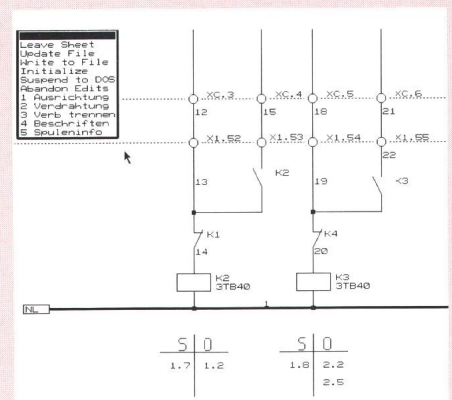 Leave Sheet
Update File
Write to File
Initialize
Suspend to DOS
Abandon Edits
1 Ausrichtung
2 Verdrahtung
3 Verb trennen
4 Beschriften
5 Spuleninfo
XC.3 XC.4 XC.5 XC.6
12 15 18 21
X1.52 X1.53 X1.54 X1.55
22
K2 K3
13 19
K1 K4
14 20
K2 K3
3TB40 3TB40
NL 1
S O S O
1.7 1.2 1.8 2.2
2.5